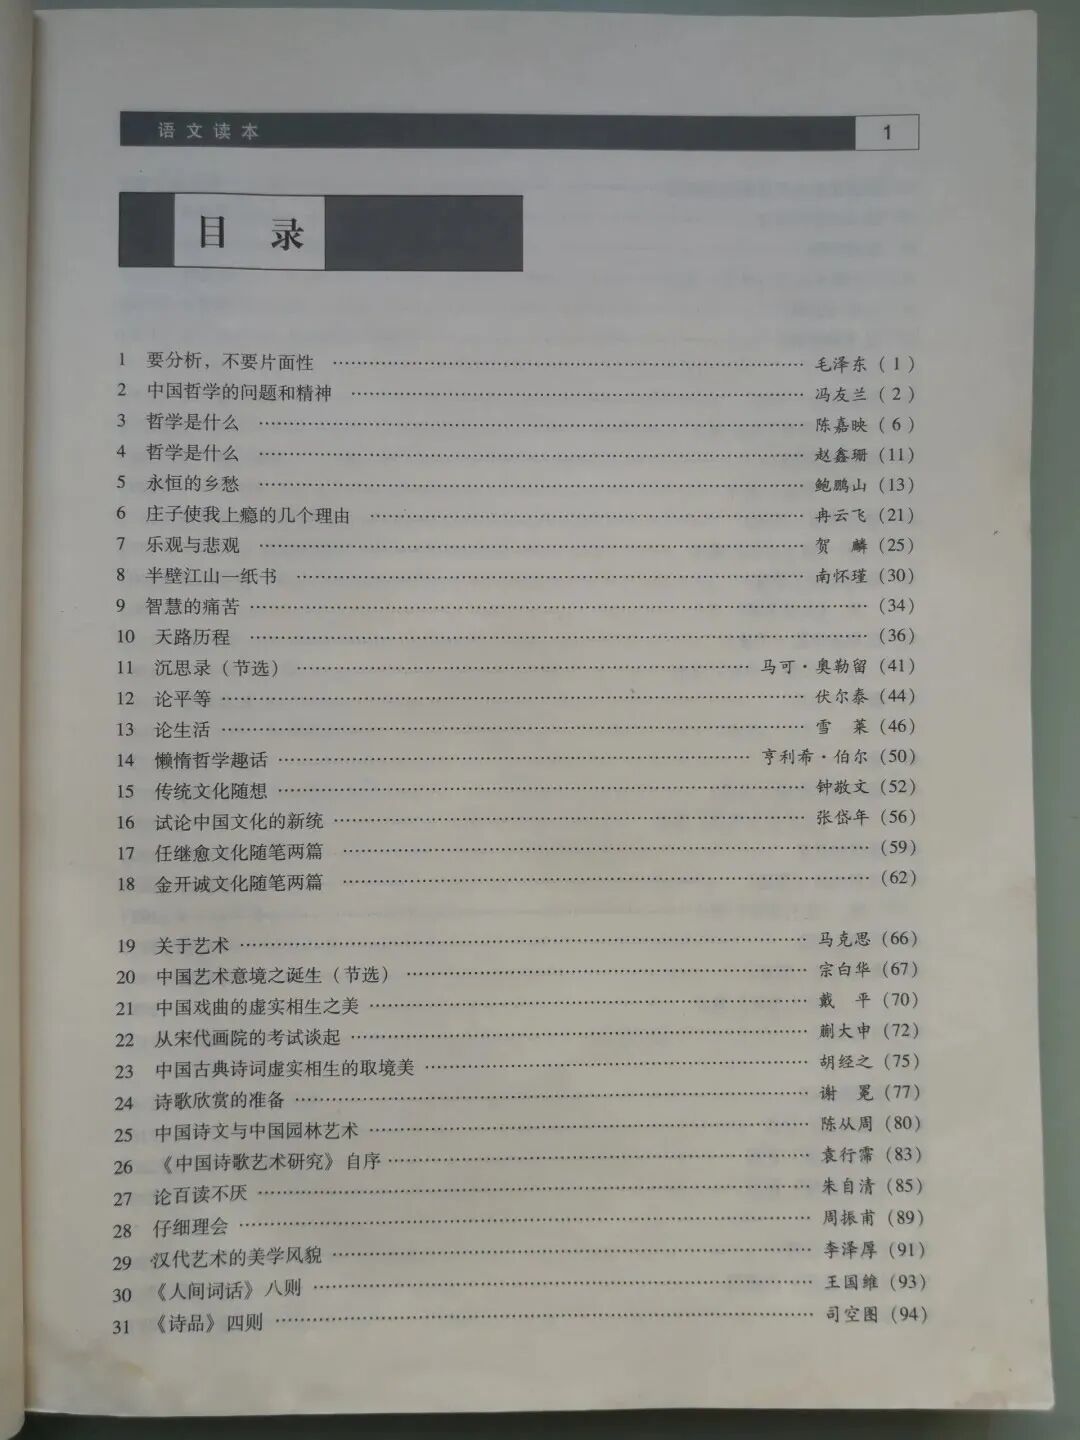 语文读本 1
目 录
1 要分析，不要片面性 …… 毛泽东（1）
2 中国哲学的问题和精神 …… 冯友兰（2）
3 哲学是什么 …… 陈嘉映（6）
4 哲学是什么 …… 赵鑫珊（11）
5 永恒的乡愁 …… 鲍鹏山（13）
6 庄子使我上瘾的几个理由 …… 冉云飞（21）
7 乐观与悲观 …… 贺 麟（25）
8 半壁江山一纸书 …… 南怀瑾（30）
9 智慧的痛苦 ……（34）
10 天路历程 ……（36）
11 沉思录（节选） …… 马可·奥勒留（41）
12 论平等 …… 伏尔泰（44）
13 论生活 …… 雪 莱（46）
14 懒惰哲学趣话 …… 亨利希·伯尔（50）
15 传统文化随想 …… 钟敬文（52）
16 试论中国文化的新统 …… 张岱年（56）
17 任继愈文化随笔两篇 ……（59）
18 金开诚文化随笔两篇 ……（62）
19 关于艺术 …… 马克思（66）
20 中国艺术意境之诞生（节选） …… 宗白华（67）
21 中国戏曲的虚实相生之美 …… 戴 平（70）
22 从宋代画院的考试谈起 …… 蒯大申（72）
23 中国古典诗词虚实相生的取境美 …… 胡经之（75）
24 诗歌欣赏的准备 …… 谢 冕（77）
25 中国诗文与中国园林艺术 …… 陈从周（80）
26 《中国诗歌艺术研究》自序 …… 袁行霈（83）
27 论百读不厌 …… 朱自清（85）
28 仔细理会 …… 周振甫（89）
29 汉代艺术的美学风貌 …… 李泽厚（91）
30 《人间词话》八则 …… 王国维（93）
31 《诗品》四则 …… 司空图（94）